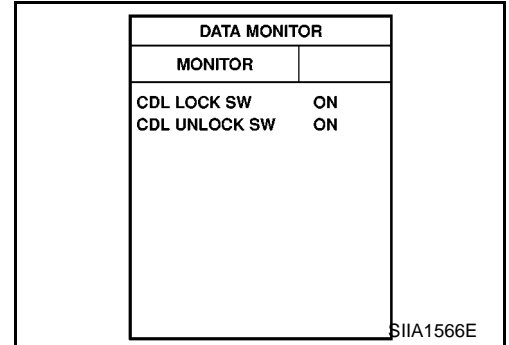 DATA MONITOR
MONITOR
CDL LOCK SW ON
CDL UNLOCK SW ON
SIIA1566E